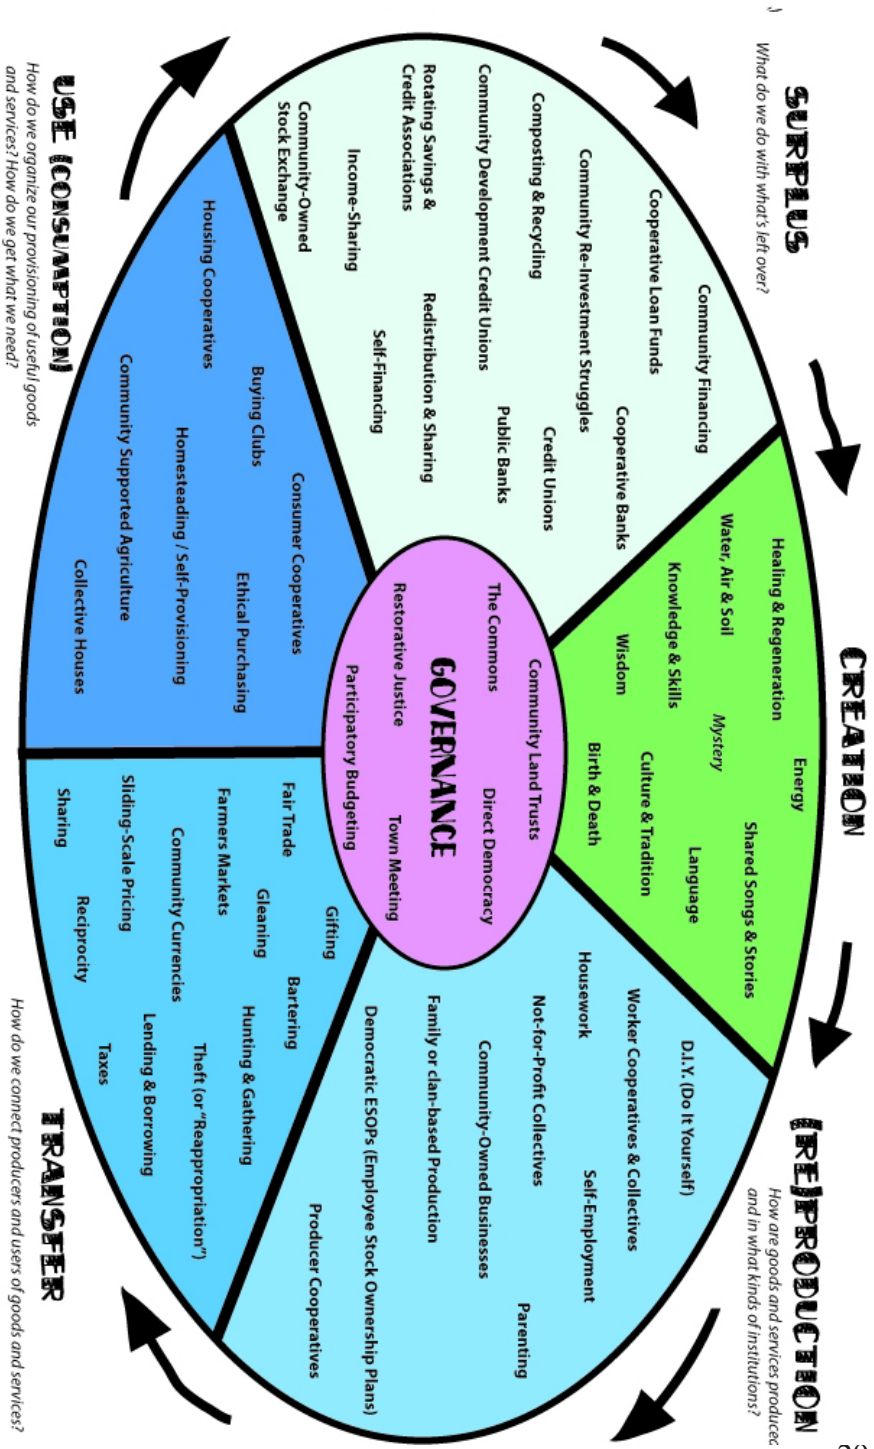 CREATION
SURPLUS
What do we do with what's left over?
(RE)PRODUCTION
How are goods and services produced
and in what kinds of institutions?
Energy
Healing & Regeneration
Shared Songs & Stories
Water, Air & Soil
Mystery
Language
Knowledge & Skills
Culture & Tradition
Wisdom
Birth & Death
Community Financing
Cooperative Loan Funds
Cooperative Banks
Community Re-Investment Struggles
Credit Unions
Composting & Recycling
Public Banks
Community Development Credit Unions
Rotating Savings &
Credit Associations
Redistribution & Sharing
Self-Financing
Income-Sharing
Community-Owned
Stock Exchange
D.I.Y. (Do It Yourself)
Worker Cooperatives & Collectives
Housework
Self-Employment
Not-for-Profit Collectives
Parenting
Community-Owned Businesses
Family or clan-based Production
Democratic ESOPs (Employee Stock Ownership Plans)
Producer Cooperatives
Community Land Trusts
The Commons
Direct Democracy
GOVERNANCE
Restorative Justice
Town Meeting
Participatory Budgeting
Consumer Cooperatives
Buying Clubs
Ethical Purchasing
Housing Cooperatives
Homesteading / Self-Provisioning
Community Supported Agriculture
Collective Houses
Gifting
Fair Trade
Bartering
Gleaning
Hunting & Gathering
Farmers Markets
Theft (or "Reappropriation")
Community Currencies
Lending & Borrowing
Sliding-Scale Pricing
Taxes
Reciprocity
Sharing
USE (CONSUMPTION)
How do we organize our provisioning of useful goods
and services? How do we get what we need?
TRANSFER
How do we connect producers and users of goods and services?